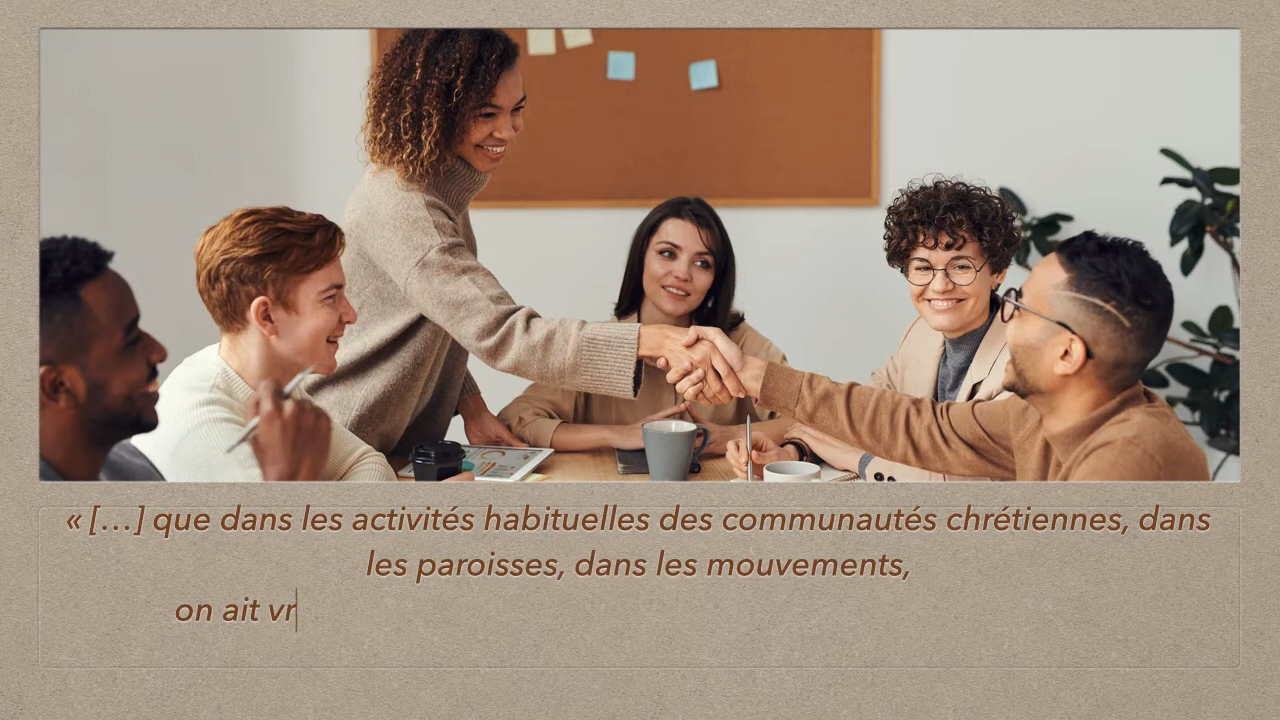 « […] que dans les activités habituelles des communautés chrétiennes, dans
les paroisses, dans les mouvements,
on ait vr